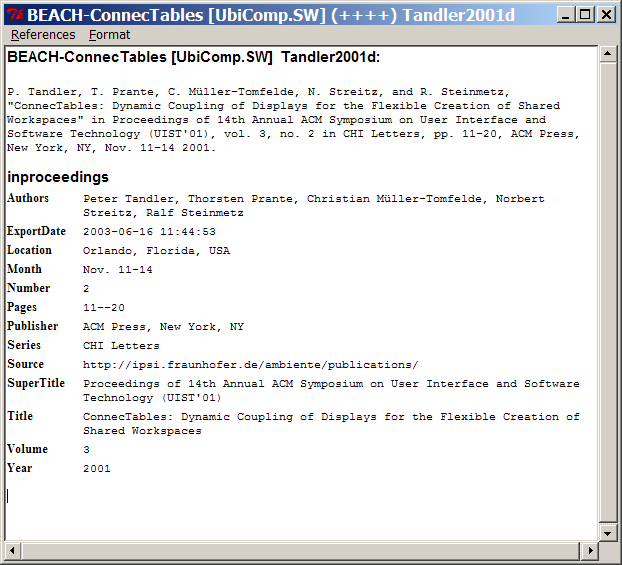 BEACH-ConnecTables [UbiComp.SW] (++++) Tandler2001d
References Format
BEACH-ConnecTables [UbiComp.SW]  Tandler2001d:
P. Tandler, T. Prante, C. Müller-Tomfelde, N. Streitz, and R. Steinmetz,
"ConnecTables: Dynamic Coupling of Displays for the Flexible Creation of Shared
Workspaces" in Proceedings of 14th Annual ACM Symposium on User Interface and
Software Technology (UIST'01), vol. 3, no. 2 in CHI Letters, pp. 11-20, ACM Press,
New York, NY, Nov. 11-14 2001.
inproceedings
Authors Peter Tandler, Thorsten Prante, Christian Müller-Tomfelde, Norbert
Streitz, Ralf Steinmetz
ExportDate 2003-06-16 11:44:53
Location Orlando, Florida, USA
Month Nov. 11-14
Number 2
Pages 11--20
Publisher ACM Press, New York, NY
Series CHI Letters
Source http://ipsi.fraunhofer.de/ambiente/publications/
SuperTitle Proceedings of 14th Annual ACM Symposium on User Interface and Software
Technology (UIST'01)
Title ConnecTables: Dynamic Coupling of Displays for the Flexible Creation of
Shared Workspaces
Volume 3
Year 2001